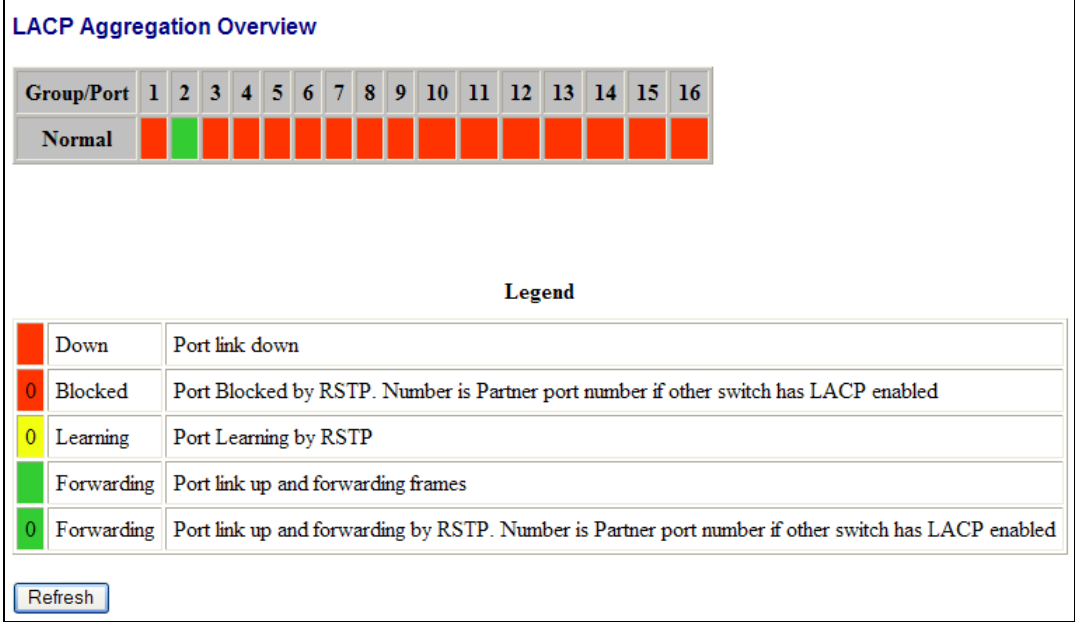 LACP Aggregation Overview
Group/Port 1 2 3 4 5 6 7 8 9 10 11 12 13 14 15 16
Normal
Legend
Down Port link down
0 Blocked Port Blocked by RSTP. Number is Partner port number if other switch has LACP enabled
0 Learning Port Learning by RSTP
Forwarding Port link up and forwarding frames
0 Forwarding Port link up and forwarding by RSTP. Number is Partner port number if other switch has LACP enabled
Refresh